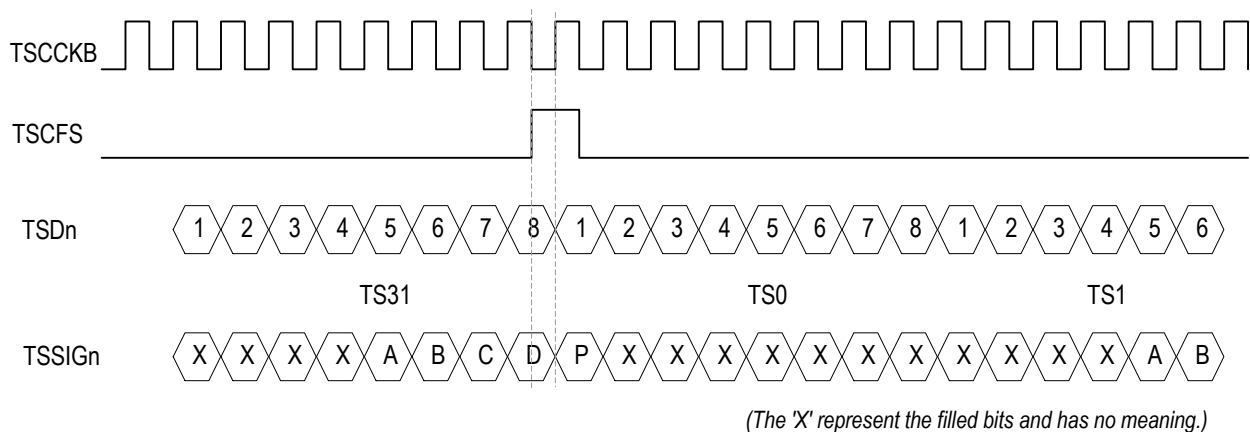 TSCCKB
TSCFS
TSDn 1 2 3 4 5 6 7 8 1 2 3 4 5 6 7 8 1 2 3 4 5 6
TS31 TS0 TS1
TSSIGn X X X X A B C D P X X X X X X X X X X X A B
(The 'X' represent the filled bits and has no meaning.)